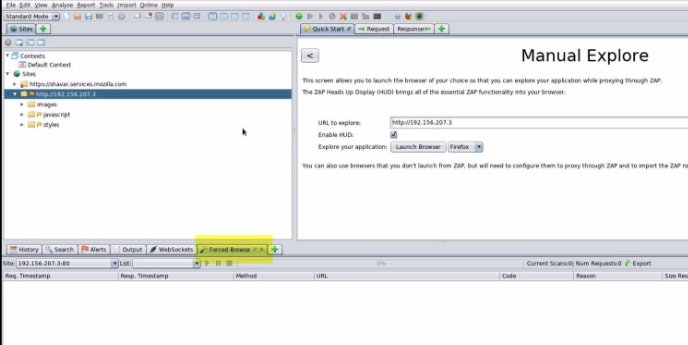 File Edit View Analyse Report Tools Import Online Help
Standard Mode
Sites
Quick Start Request Response
Contexts
Default Context
Sites
https://shavar.services.mozilla.com
http://192.156.207.3
images
javascript
styles
<
Manual Explore
This screen allows you to launch the browser of your choice so that you can explore your application while proxying through ZAP.
The ZAP Heads Up Display (HUD) brings all of the essential ZAP functionality into your browser.
URL to explore: http://192.156.207.3
Enable HUD:
Explore your application: Launch Browser Firefox
You can also use browsers that you don't launch from ZAP, but will need to configure them to proxy through ZAP and to import the ZAP ro
History Search Alerts Output WebSockets Forced Browse
Site: 192.156.207.3:80 List: 0% Current Scans:0 Num Requests:0 Export
Req. Timestamp Resp. Timestamp Method URL Code Reason Size Res